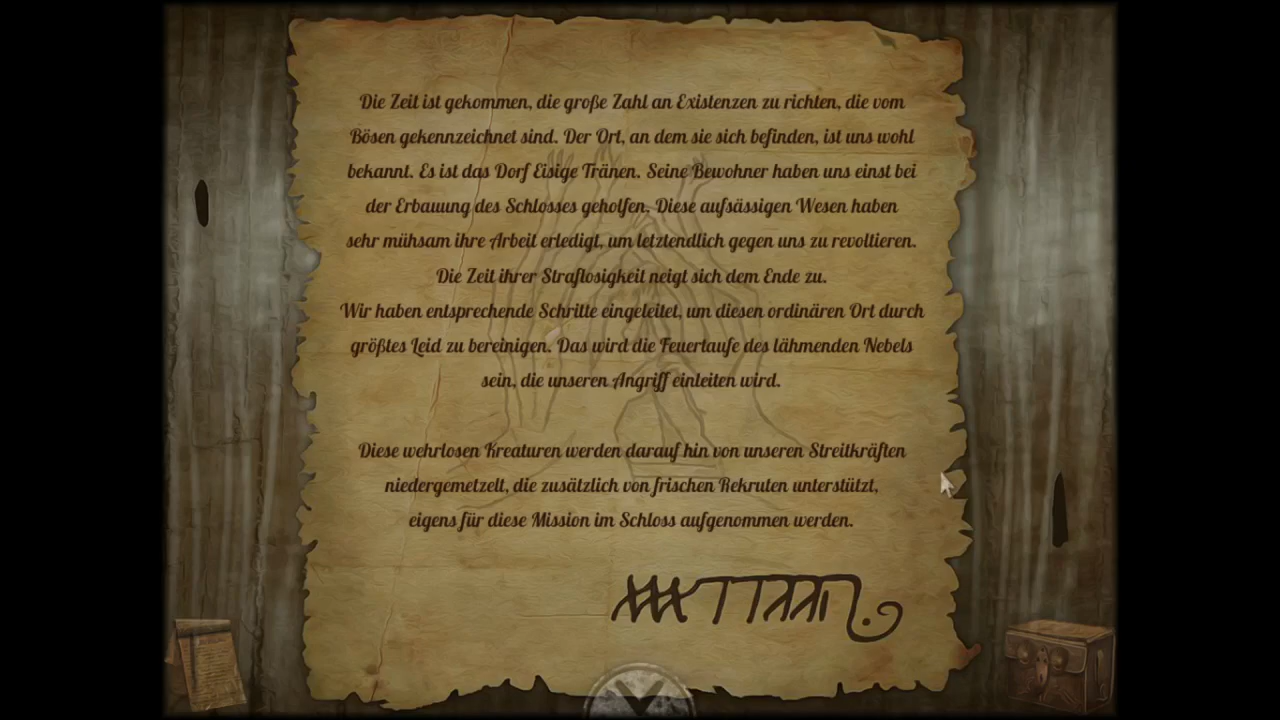 Die Zeit ist gekommen, die große Zahl an Existenzen zu richten, die vom
Bösen gekennzeichnet sind. Der Ort, an dem sie sich befinden, ist uns wohl
bekannt. Es ist das Dorf Eisige Tränen. Seine Bewohner haben uns einst bei
der Erbauung des Schlosses geholfen. Diese aufsässigen Wesen haben
sehr mühsam ihre Arbeit erledigt, um letztendlich gegen uns zu revoltieren.
Die Zeit ihrer Straflosigkeit neigt sich dem Ende zu.
Wir haben entsprechende Schritte eingeleitet, um diesen ordinären Ort durch
größtes Leid zu bereinigen. Das wird die Feuertaufe des lähmenden Nebels
sein, die unseren Angriff einleiten wird.
Diese wehrlosen Kreaturen werden darauf hin von unseren Streitkräften
niedergemetzelt, die zusätzlich von frischen Rekruten unterstützt,
eigens für diese Mission im Schloss aufgenommen werden.